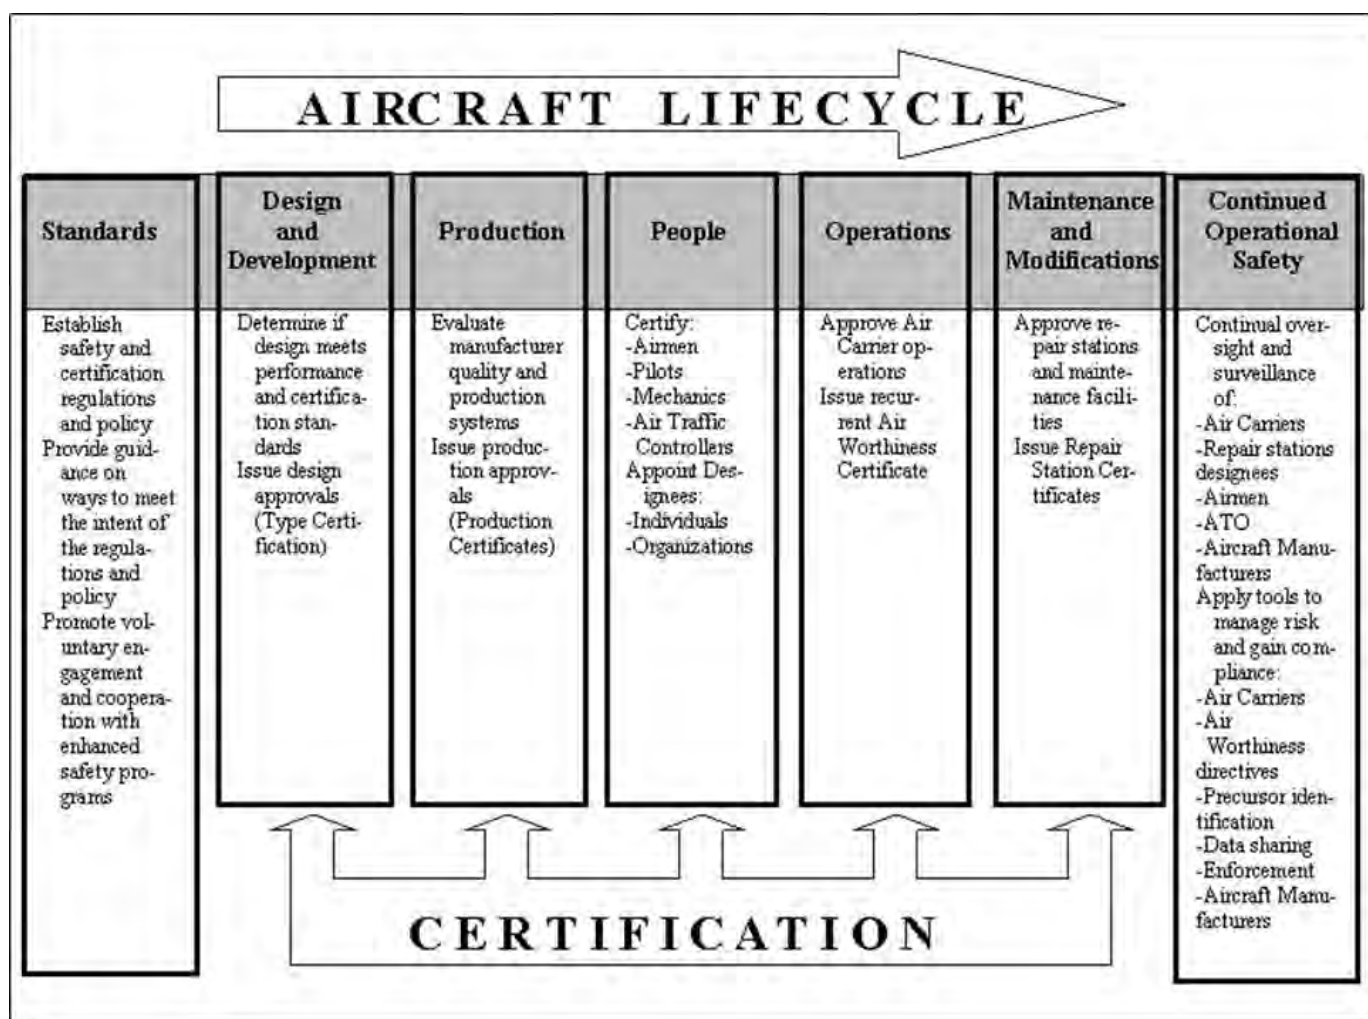 AIRCRAFT LIFECYCLE
Standards
Establish
safety and
certification
regulations
and policy
Provide guid-
ance on
ways to meet
the intent of
the regula-
tions and
policy
Promote vol-
untary en-
gagement
and coopera-
tion with
enhanced
safety pro-
grams
Design
and
Development
Determine if
design meets
performance
and certifica-
tion stan-
dards
Issue design
approvals
(Type Certi-
fication)
Production
Evaluate
manufacturer
quality and
production
systems
Issue produc-
tion approv-
als
(Production
Certificates)
People
Certify:
-Airmen
-Pilots
-Mechanics
-Air Traffic
Controllers
Appoint Des-
ignees:
-Individuals
-Organizations
Operations
Approve Air
Carrier op-
erations
Issue recur-
rent Air
Worthiness
Certificate
Maintenance
and
Modifications
Approve re-
pair stations
and mainte-
nance facili-
ties
Issue Repair
Station Cer-
tificates
Continued
Operational
Safety
Continual over-
sight and
surveillance
of:
-Air Carriers
-Repair stations
designees
-Airmen
-ATO
-Aircraft Manu-
facturers
Apply tools to
manage risk
and gain com-
pliance:
-Air Carriers
-Air
Worthiness
directives
-Precursor iden-
tification
-Data sharing
-Enforcement
-Aircraft Manu-
facturers
CERTIFICATION